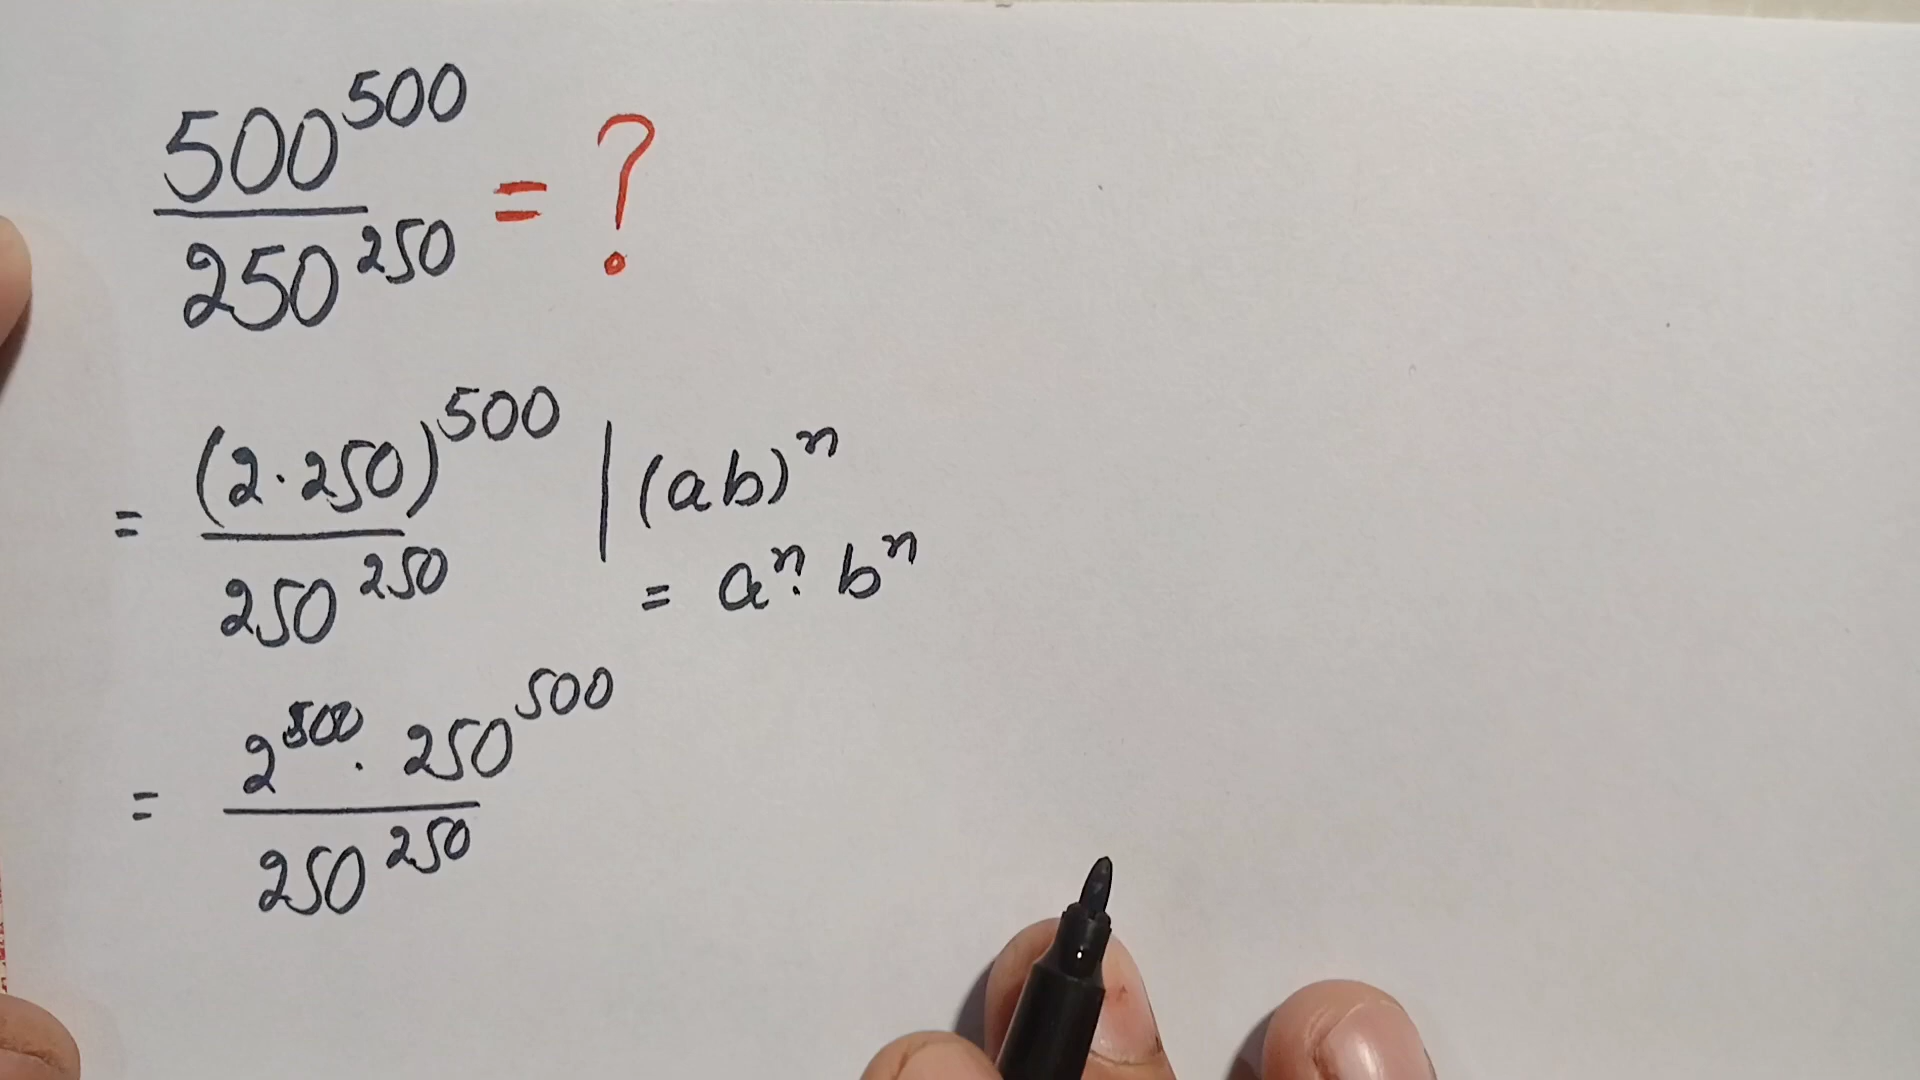 500^500 / 250^250 = ?
= (2·250)^500 / 250^250 | (ab)^n
= a^n · b^n
= 2^500 · 250^500 / 250^250